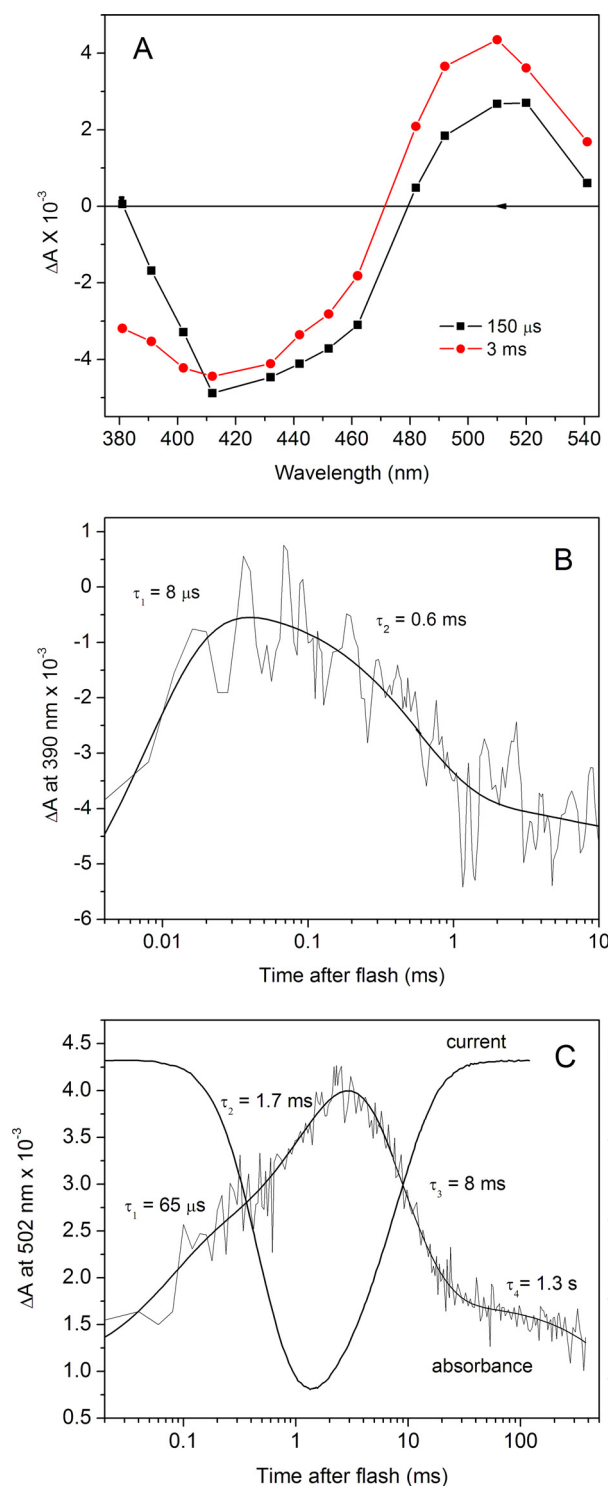 A
4
2
0
-2
-4
ΔA X 10⁻³
150 μs
3 ms
380 400 420 440 460 480 500 520 540
Wavelength (nm)
B
1
0
-1
-2
-3
-4
-5
-6
ΔA at 390 nm x 10⁻³
τ₁ = 8 μs
τ₂ = 0.6 ms
0.01 0.1 1 10
Time after flash (ms)
C
4.5
4.0
3.5
3.0
2.5
2.0
1.5
1.0
0.5
ΔA at 502 nm x 10⁻³
current
τ₂ = 1.7 ms
τ₁ = 65 μs
τ₃ = 8 ms
τ₄ = 1.3 s
absorbance
0.1 1 10 100
Time after flash (ms)